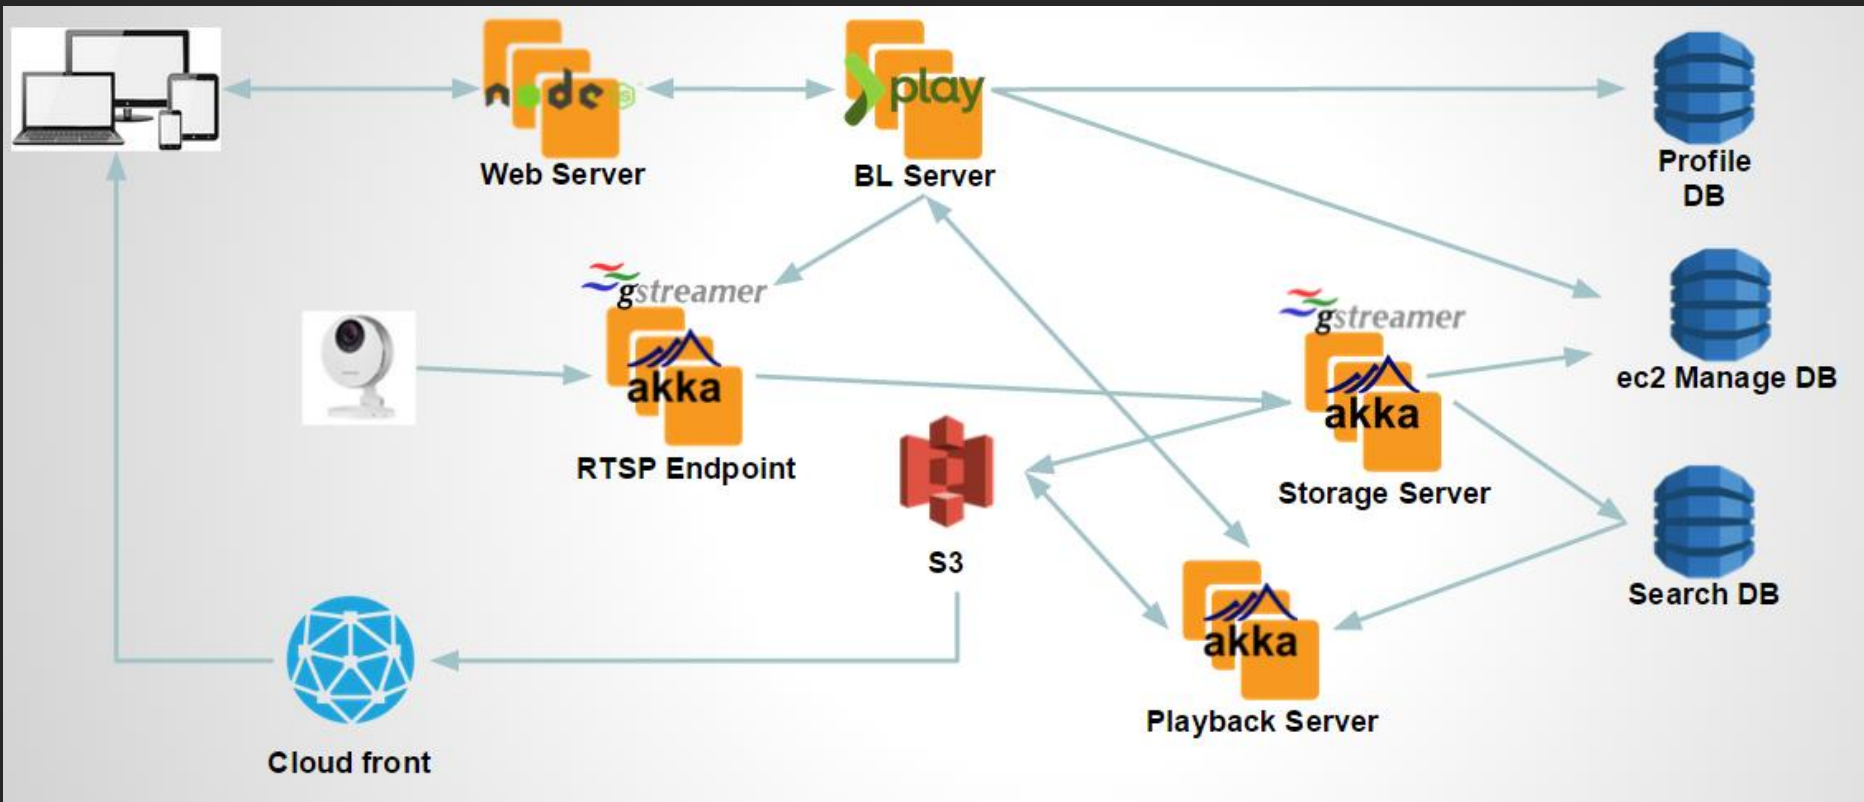 node
JS
play
Web Server
BL Server
Profile
DB
gstreamer
akka
RTSP Endpoint
gstreamer
akka
Storage Server
ec2 Manage DB
S3
Search DB
akka
Playback Server
Cloud front